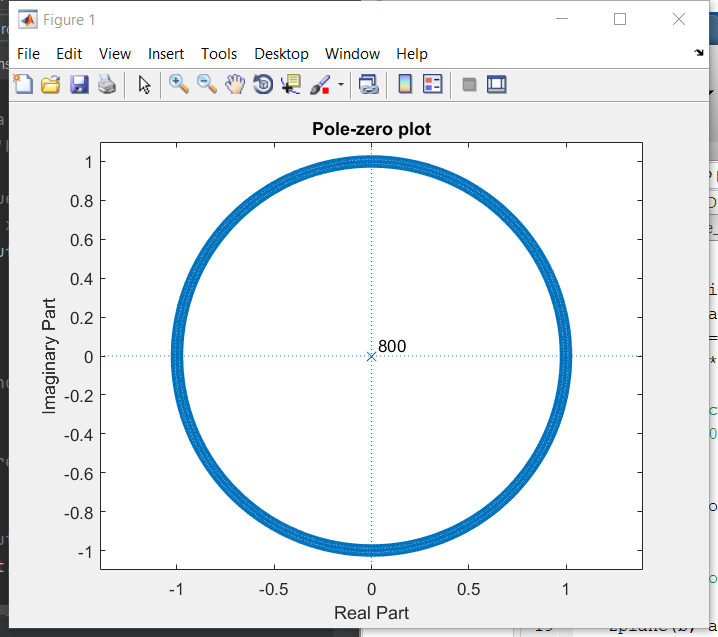 Figure 1
File Edit View Insert Tools Desktop Window Help
Pole-zero plot
1
0.8
0.6
0.4
0.2
0
-0.2
-0.4
-0.6
-0.8
-1
Imaginary Part
800
-1 -0.5 0 0.5 1
Real Part
19 zplane(b, a